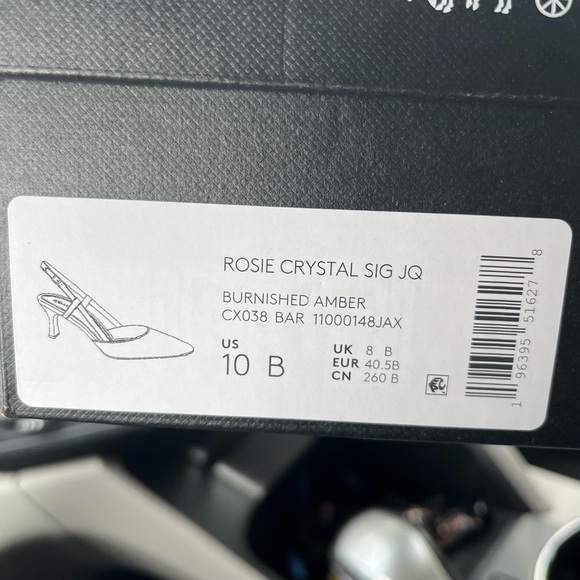 ROSIE CRYSTAL SIG JQ
BURNISHED AMBER
CX038 BAR 11000148JAX
US
10 B
UK 8 B
EUR 40.5B
CN 260 B
1 96395 51627 8